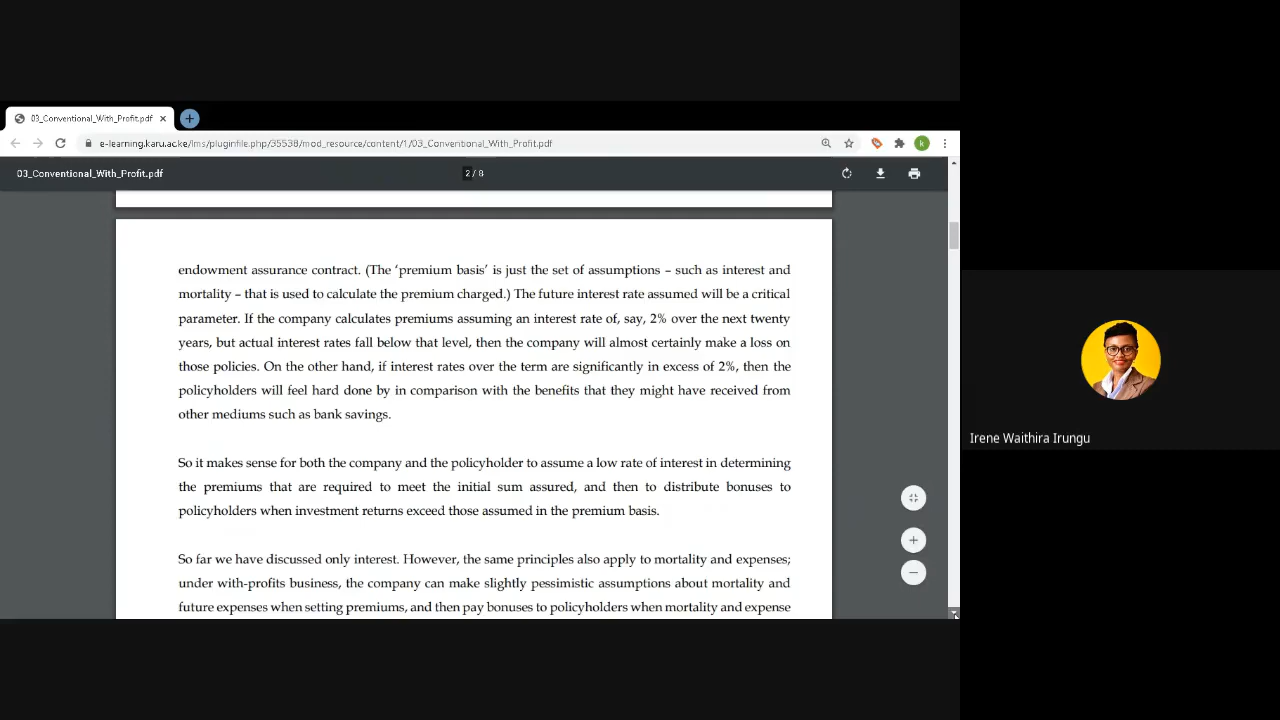 03_Conventional_With_Profit.pdf
e-learning.karu.ac.ke/lms/pluginfile.php/35538/mod_resource/content/1/03_Conventional_With_Profit.pdf
k
03_Conventional_With_Profit.pdf
2 / 8
endowment assurance contract. (The ‘premium basis’ is just the set of assumptions – such as interest and
mortality – that is used to calculate the premium charged.) The future interest rate assumed will be a critical
parameter. If the company calculates premiums assuming an interest rate of, say, 2% over the next twenty
years, but actual interest rates fall below that level, then the company will almost certainly make a loss on
those policies. On the other hand, if interest rates over the term are significantly in excess of 2%, then the
policyholders will feel hard done by in comparison with the benefits that they might have received from
other mediums such as bank savings.
So it makes sense for both the company and the policyholder to assume a low rate of interest in determining
the premiums that are required to meet the initial sum assured, and then to distribute bonuses to
policyholders when investment returns exceed those assumed in the premium basis.
So far we have discussed only interest. However, the same principles also apply to mortality and expenses;
under with-profits business, the company can make slightly pessimistic assumptions about mortality and
future expenses when setting premiums, and then pay bonuses to policyholders when mortality and expense
Irene Waithira Irungu